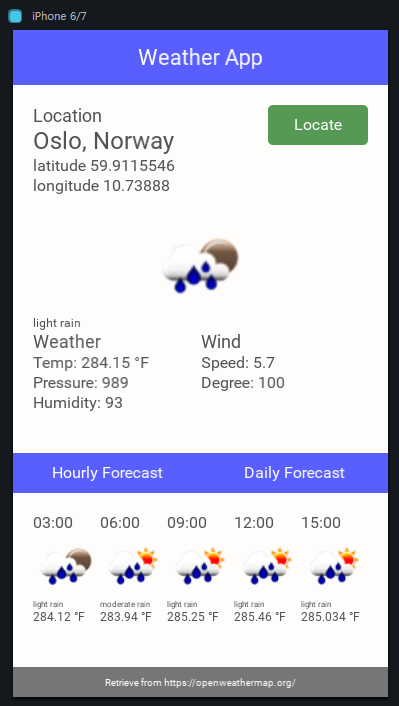 iPhone 6/7
Weather App
Location
Oslo, Norway
latitude 59.9115546
longitude 10.73888
Locate
light rain
Weather
Temp: 284.15 °F
Pressure: 989
Humidity: 93
Wind
Speed: 5.7
Degree: 100
Hourly Forecast Daily Forecast
03:00 06:00 09:00 12:00 15:00
light rain moderate rain light rain light rain light rain
284.12 °F 283.94 °F 285.25 °F 285.46 °F 285.034 °F
Retrieve from https://openweathermap.org/